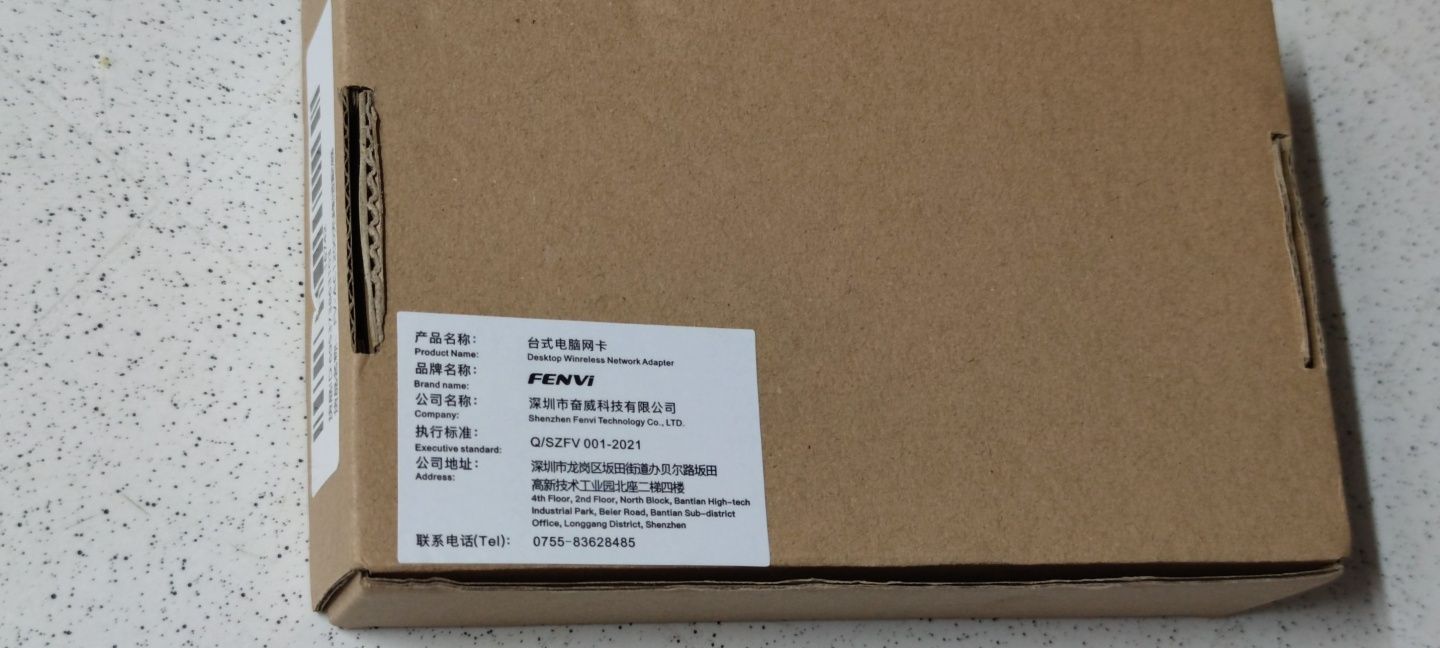 产品名称： 台式电脑网卡
Product Name: Desktop Winreless Network Adapter
品牌名称： FENVi
Brand name:
公司名称： 深圳市奋威科技有限公司
Company: Shenzhen Fenvi Technology Co., LTD.
执行标准： Q/SZFV 001-2021
Executive standard:
公司地址： 深圳市龙岗区坂田街道办贝尔路坂田
Address: 高新技术工业园北座二梯四楼
4th Floor, 2nd Floor, North Block, Bantian High-tech
Industrial Park, Beier Road, Bantian Sub-district
Office, Longgang District, Shenzhen
联系电话(Tel)： 0755-83628485